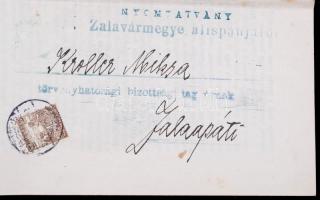 NYOMTATVÁNY
Zalavármegye alispánjától
Kroller Miksa
törvényhatósági bizottsági tag úrnak
Zalaapáti